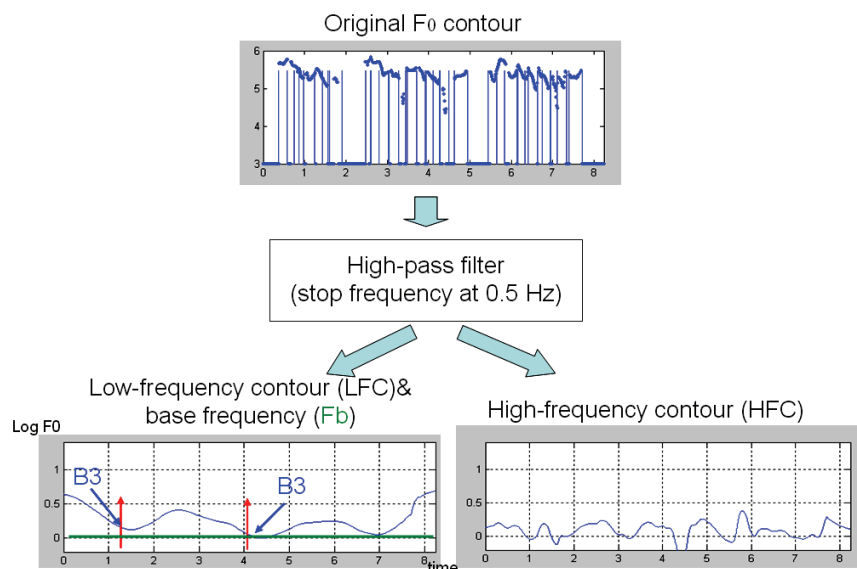 Original F0 contour
6
5
4
3
0 1 2 3 4 5 6 7 8
High-pass filter
(stop frequency at 0.5 Hz)
Low-frequency contour (LFC)&
base frequency (Fb)
High-frequency contour (HFC)
Log F0
1
0.5
0
B3
B3
0 1 2 3 4 5 6 7 8
time
1
0.5
0
0 1 2 3 4 5 6 7 8